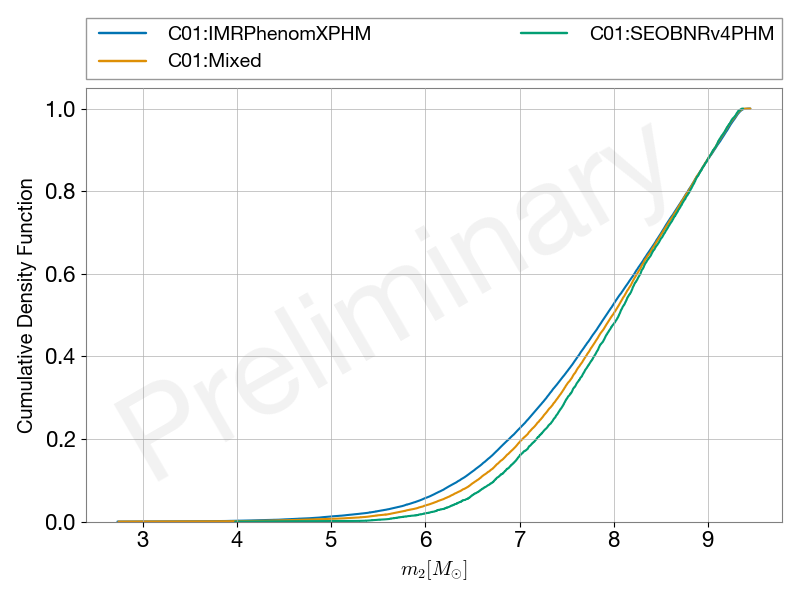 C01:IMRPhenomXPHM
C01:Mixed
C01:SEOBNRv4PHM
Preliminary
Cumulative Density Function
1.0
0.8
0.6
0.4
0.2
0.0
3 4 5 6 7 8 9
m₂[M☉]